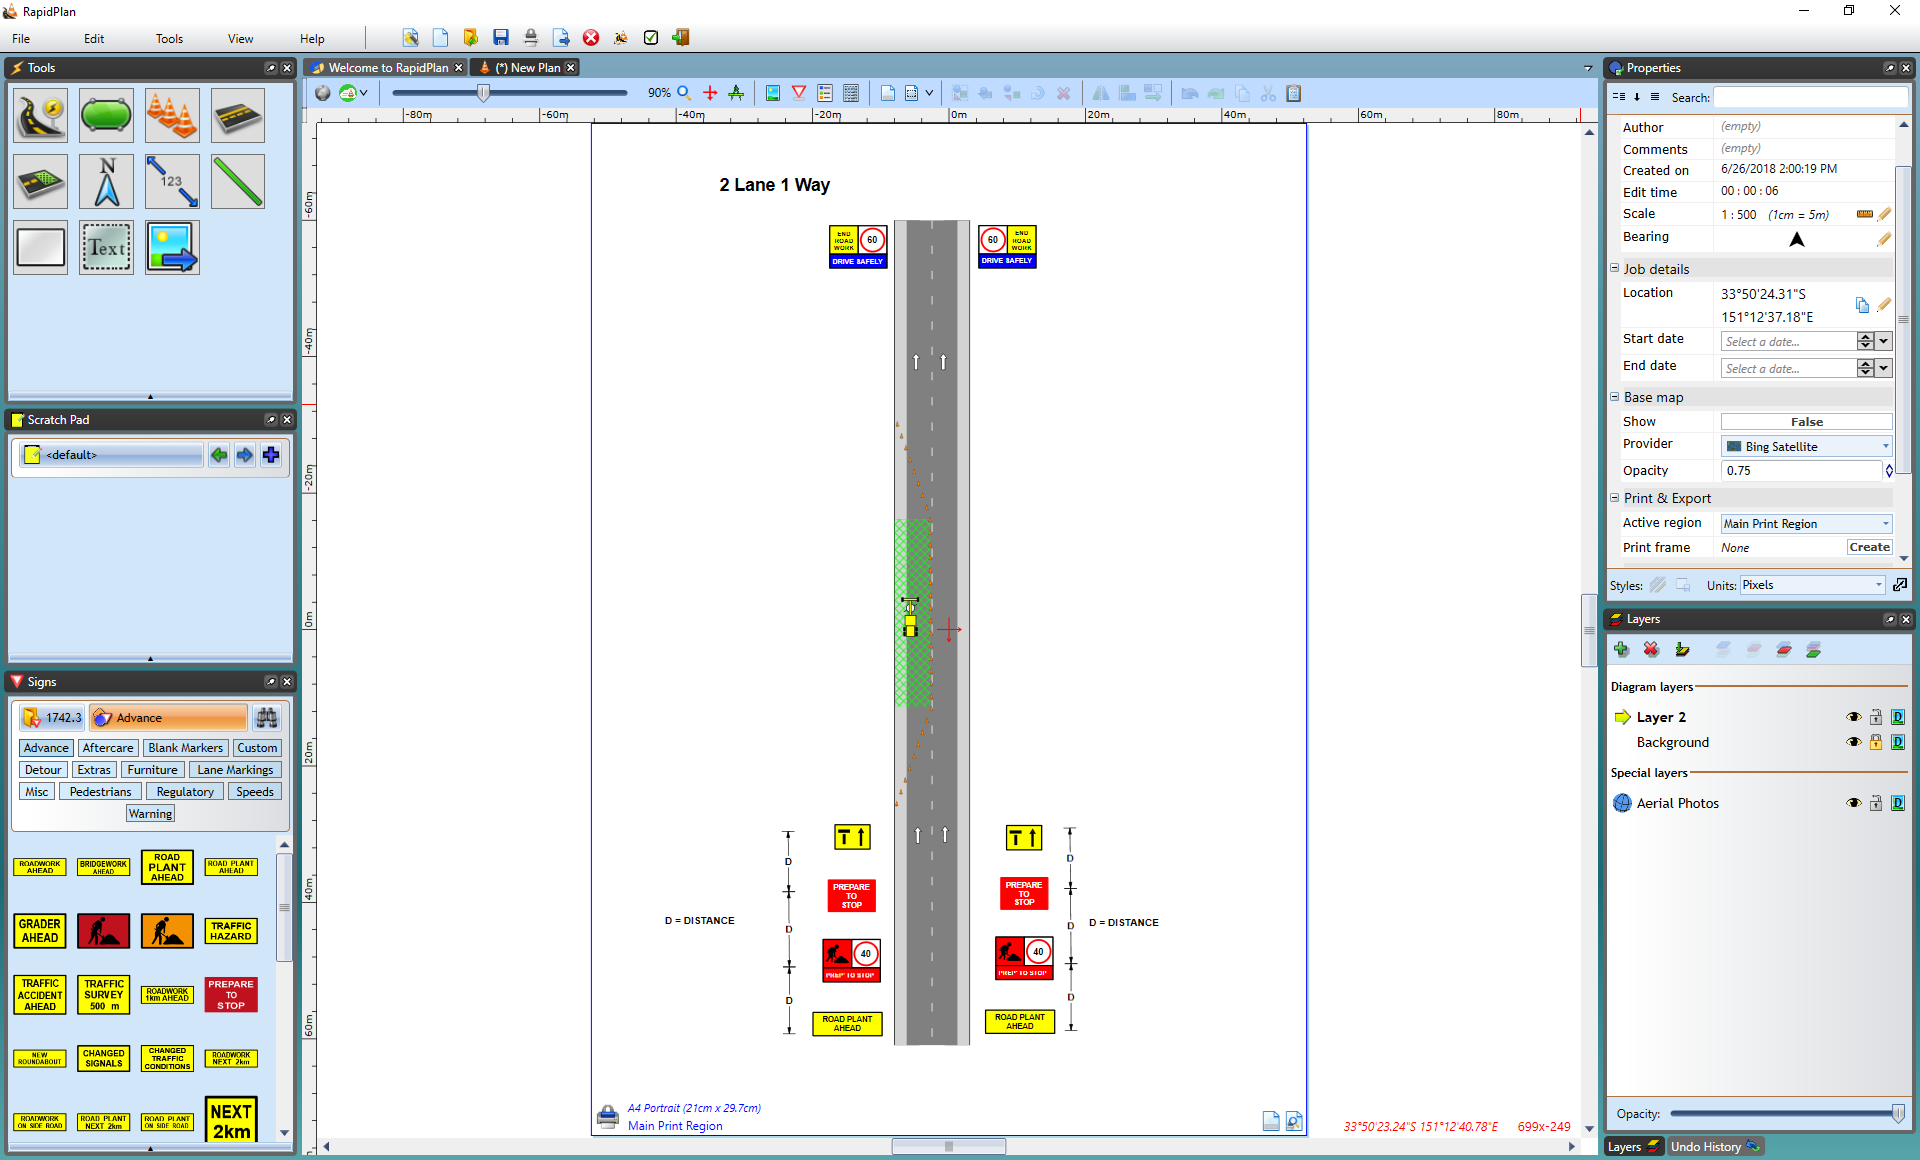 RapidPlan
File Edit Tools View Help
Tools
Welcome to RapidPlan
(*) New Plan
Properties
90%
Search:
-80m -60m -40m -20m 0m 20m 40m 60m 80m
-60m
-40m
-20m
0m
20m
40m
60m
N
123
Text
Scratch Pad
<default>
Signs
1742.3 Advance
Advance Aftercare Blank Markers Custom
Detour Extras Furniture Lane Markings
Misc Pedestrians Regulatory Speeds
Warning
ROADWORK
AHEAD
BRIDGEWORK
AHEAD
ROAD
PLANT
AHEAD
ROAD PLANT
AHEAD
GRADER
AHEAD
TRAFFIC
HAZARD
TRAFFIC
ACCIDENT
AHEAD
TRAFFIC
SURVEY
500 m
ROADWORK
1km AHEAD
PREPARE
TO
STOP
NEW
ROUNDABOUT
CHANGED
SIGNALS
CHANGED
TRAFFIC
CONDITIONS
ROADWORK
NEXT 2km
ROADWORK
ON SIDE ROAD
ROAD PLANT
NEXT 2km
ROAD PLANT
ON SIDE ROAD
NEXT
2km
2 Lane 1 Way
END
ROAD
WORK
60
DRIVE SAFELY
60
END
ROAD
WORK
DRIVE SAFELY
T
T
D
D
D
D = DISTANCE
PREPARE
TO
STOP
40
PREP' TO STOP
ROAD PLANT
AHEAD
PREPARE
TO
STOP
40
PREP' TO STOP
ROAD PLANT
AHEAD
D
D
D
D = DISTANCE
A4 Portrait (21cm x 29.7cm)
Main Print Region
33°50'23.24"S 151°12'40.78"E 699x-249
Author (empty)
Comments (empty)
Created on 6/26/2018 2:00:19 PM
Edit time 00 : 00 : 06
Scale 1 : 500 (1cm = 5m)
Bearing
Job details
Location 33°50'24.31"S
151°12'37.18"E
Start date Select a date...
End date Select a date...
Base map
Show False
Provider Bing Satellite
Opacity 0.75
Print & Export
Active region Main Print Region
Print frame None Create
Styles: Units: Pixels
Layers
Diagram layers
Layer 2 D
Background D
Special layers
Aerial Photos D
Opacity:
Layers Undo History